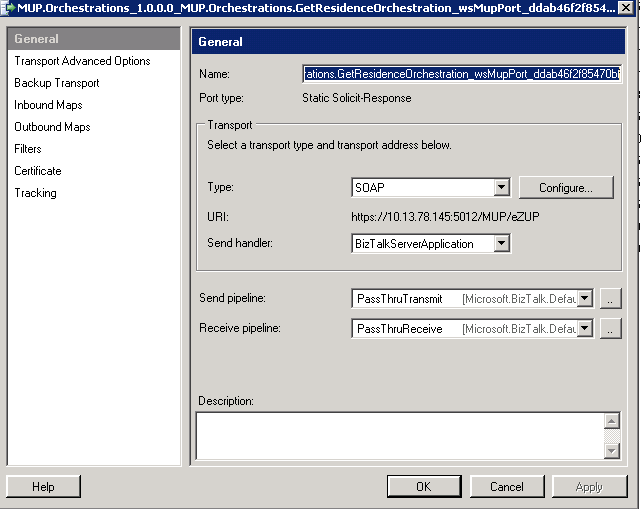 MUP.Orchestrations_1.0.0.0_MUP.Orchestrations.GetResidenceOrchestration_wsMupPort_ddab46f2f854...
General
Transport Advanced Options
Backup Transport
Inbound Maps
Outbound Maps
Filters
Certificate
Tracking
General
Name: rations.GetResidenceOrchestration_wsMupPort_ddab46f2f85470bf
Port type: Static Solicit-Response
Transport
Select a transport type and transport address below.
Type: SOAP Configure...
URI: https://10.13.78.145:5012/MUP/eZUP
Send handler: BizTalkServerApplication
Send pipeline: PassThruTransmit [Microsoft.BizTalk.Defau ..
Receive pipeline: PassThruReceive [Microsoft.BizTalk.Defau ..
Description:
Help OK Cancel Apply